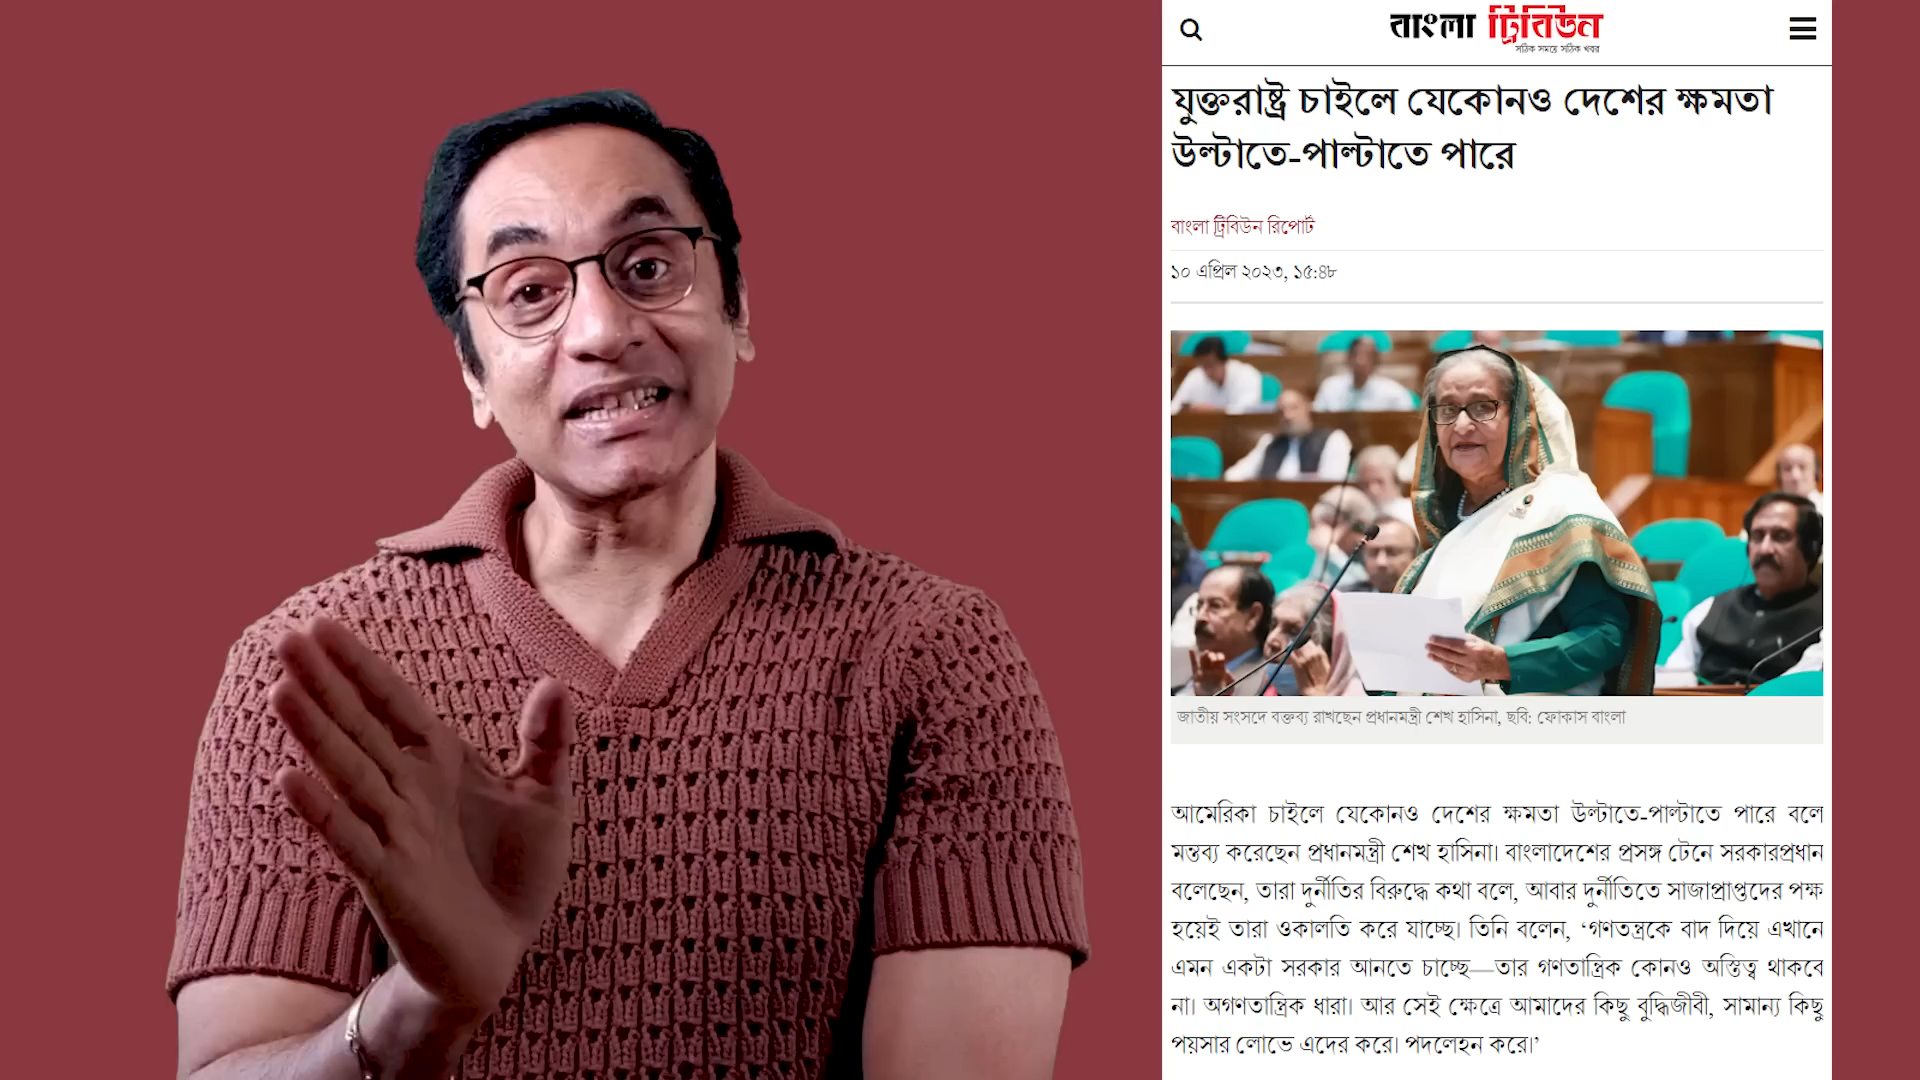 বাংলা ট্রিবিউন
সঠিক সময়ে সঠিক খবর
যুক্তরাষ্ট্র চাইলে যেকোনও দেশের ক্ষমতা
উল্টাতে-পাল্টাতে পারে
বাংলা ট্রিবিউন রিপোর্ট
১০ এপ্রিল ২০২৩, ১৫:৪৮
জাতীয় সংসদে বক্তব্য রাখছেন প্রধানমন্ত্রী শেখ হাসিনা, ছবি: ফোকাস বাংলা
আমেরিকা চাইলে যেকোনও দেশের ক্ষমতা উল্টাতে-পাল্টাতে পারে বলে
মন্তব্য করেছেন প্রধানমন্ত্রী শেখ হাসিনা। বাংলাদেশের প্রসঙ্গ টেনে সরকারপ্রধান
বলেছেন, তারা দুর্নীতির বিরুদ্ধে কথা বলে, আবার দুর্নীতিতে সাজাপ্রাপ্তদের পক্ষ
হয়েই তারা ওকালতি করে যাচ্ছে। তিনি বলেন, ‘গণতন্ত্রকে বাদ দিয়ে এখানে
এমন একটা সরকার আনতে চাচ্ছে—তার গণতান্ত্রিক কোনও অস্তিত্ব থাকবে
না। অগণতান্ত্রিক ধারা। আর সেই ক্ষেত্রে আমাদের কিছু বুদ্ধিজীবী, সামান্য কিছু
পয়সার লোভে এদের করে। পদলেহন করে।’